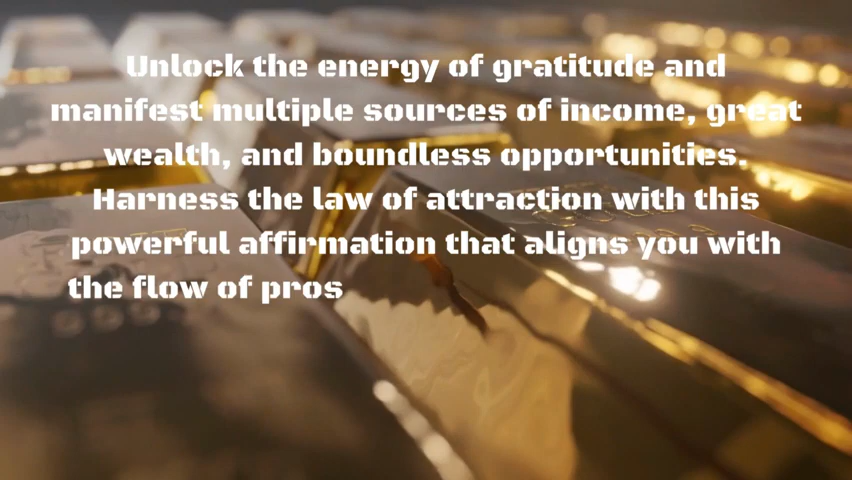 Unlock the energy of gratitude and
manifest multiple sources of income, great
wealth, and boundless opportunities.
Harness the law of attraction with this
powerful affirmation that aligns you with
the flow of pros